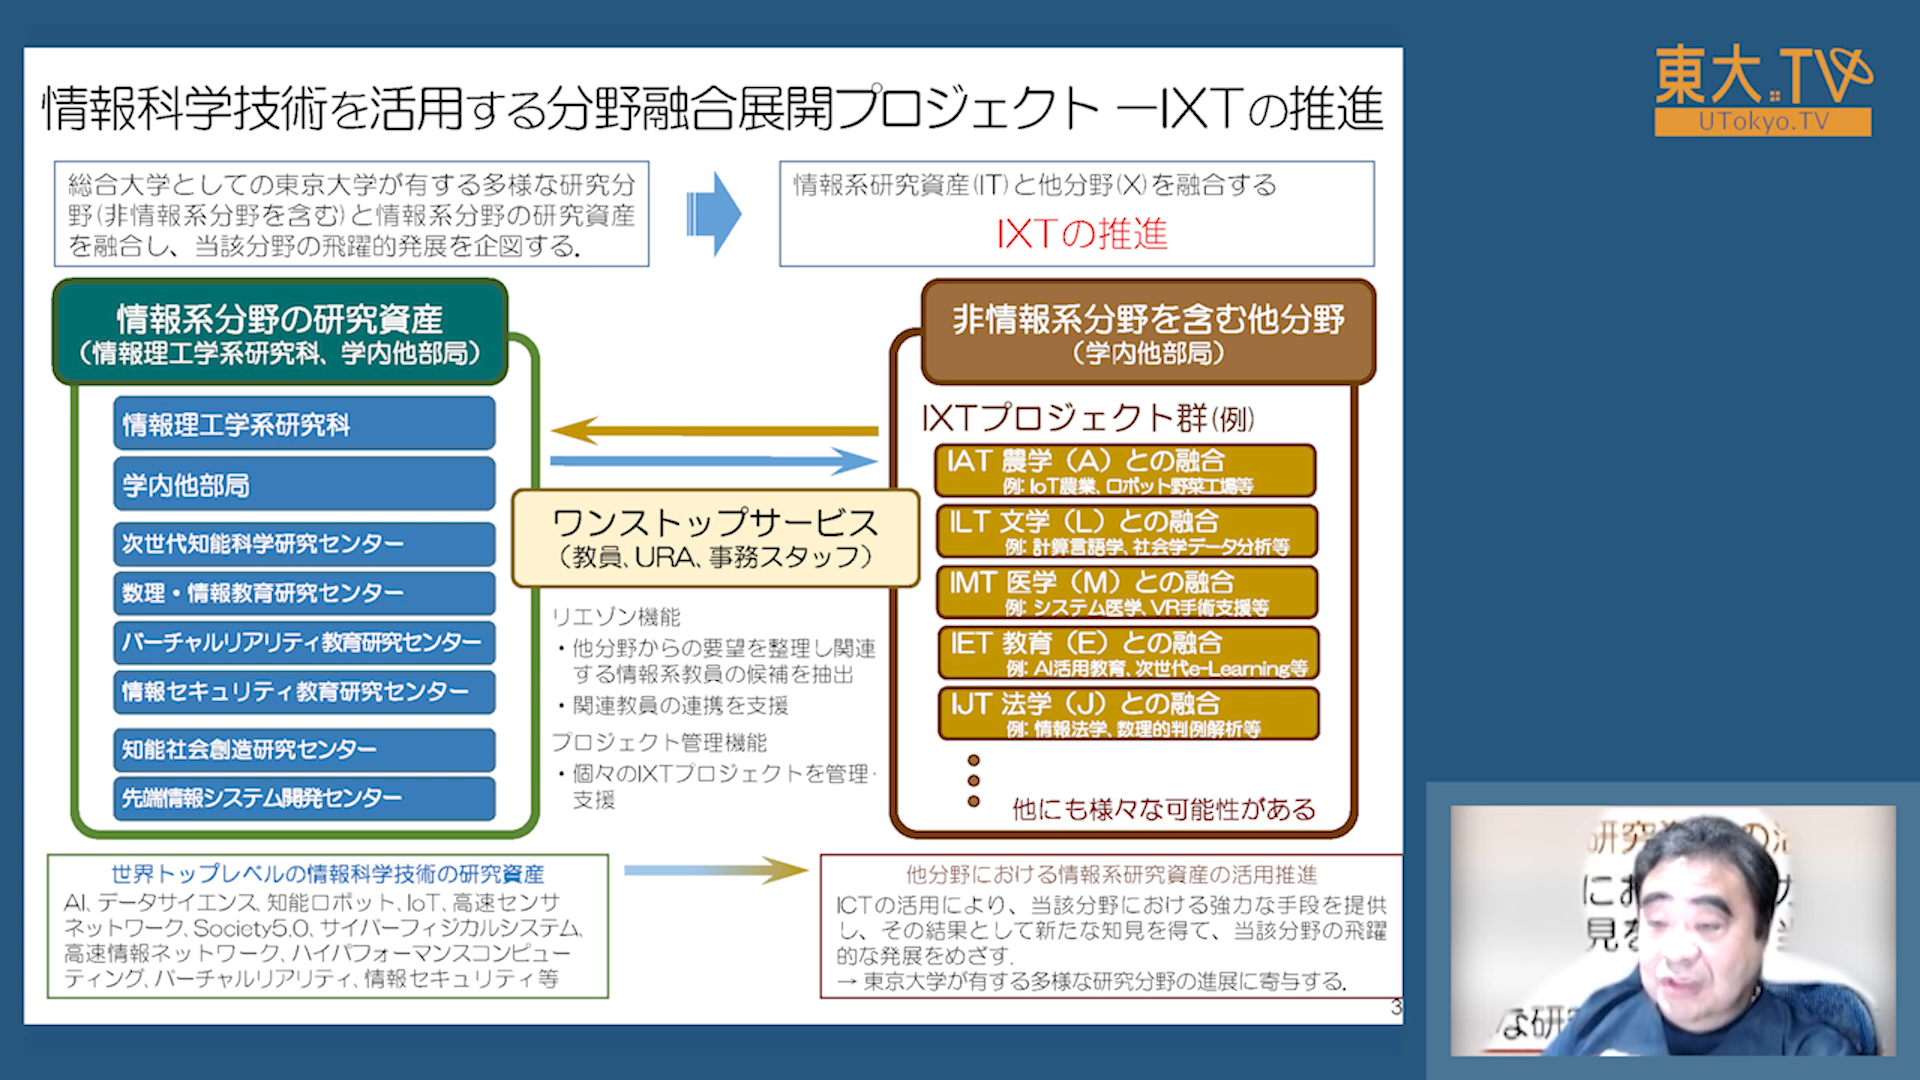 東大.TV
UTokyo.TV
情報科学技術を活用する分野融合展開プロジェクト ーIXTの推進
総合大学としての東京大学が有する多様な研究分
野(非情報系分野を含む)と情報系分野の研究資産
を融合し、当該分野の飛躍的発展を企図する.
情報系研究資産(IT)と他分野(X)を融合する
IXTの推進
情報系分野の研究資産
（情報理工学系研究科、学内他部局）
情報理工学系研究科
学内他部局
次世代知能科学研究センター
数理・情報教育研究センター
バーチャルリアリティ教育研究センター
情報セキュリティ教育研究センター
知能社会創造研究センター
先端情報システム開発センター
ワンストップサービス
（教員、URA、事務スタッフ）
リエゾン機能
・他分野からの要望を整理し関連
する情報系教員の候補を抽出
・関連教員の連携を支援
プロジェクト管理機能
・個々のIXTプロジェクトを管理・
支援
非情報系分野を含む他分野
（学内他部局）
IXTプロジェクト群(例)
IAT 農学（A）との融合
例: IoT農業、ロボット野菜工場等
ILT 文学（L）との融合
例: 計算言語学、社会学データ分析等
IMT 医学（M）との融合
例: システム医学、VR手術支援等
IET 教育（E）との融合
例: AI活用教育、次世代e-Learning等
IJT 法学（J）との融合
例: 情報法学、数理的判例解析等
他にも様々な可能性がある
世界トップレベルの情報科学技術の研究資産
AI、データサイエンス、知能ロボット、IoT、高速センサ
ネットワーク、Society5.0、サイバーフィジカルシステム、
高速情報ネットワーク、ハイパフォーマンスコンピュー
ティング、バーチャルリアリティ、情報セキュリティ等
他分野における情報系研究資産の活用推進
ICTの活用により、当該分野における強力な手段を提供
し、その結果として新たな知見を得て、当該分野の飛躍
的な発展をめざす.
→ 東京大学が有する多様な研究分野の進展に寄与する.
3
研究
にお
見を
な研